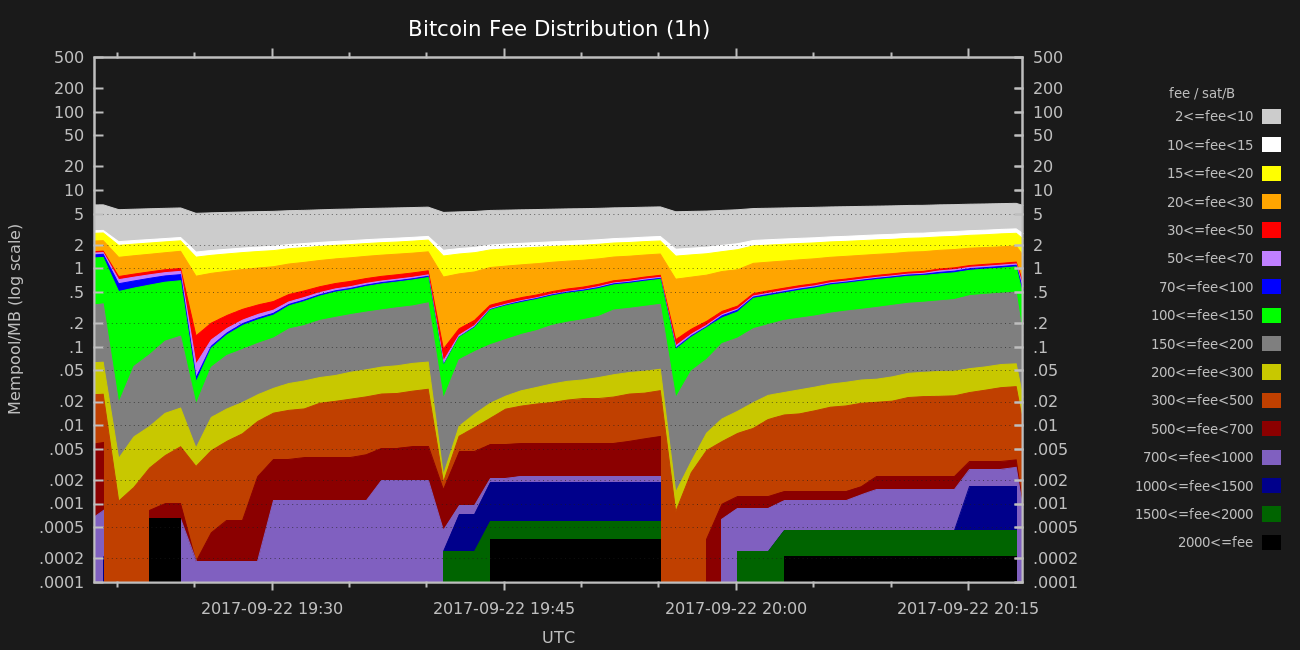 Bitcoin Fee Distribution (1h)
Mempool/MB (log scale)
500
200
100
50
20
10
5
2
1
.5
.2
.1
.05
.02
.01
.005
.002
.001
.0005
.0002
.0001
500
200
100
50
20
10
5
2
1
.5
.2
.1
.05
.02
.01
.005
.002
.001
.0005
.0002
.0001
2017-09-22 19:30 2017-09-22 19:45 2017-09-22 20:00 2017-09-22 20:15
UTC
fee / sat/B
2<=fee<10
10<=fee<15
15<=fee<20
20<=fee<30
30<=fee<50
50<=fee<70
70<=fee<100
100<=fee<150
150<=fee<200
200<=fee<300
300<=fee<500
500<=fee<700
700<=fee<1000
1000<=fee<1500
1500<=fee<2000
2000<=fee